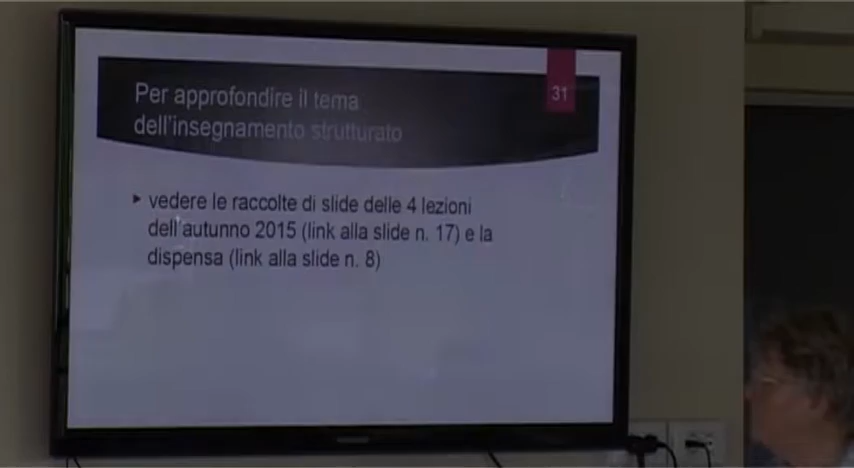 Per approfondire il tema
dell'insegnamento strutturato
31
vedere le raccolte di slide delle 4 lezioni
dell'autunno 2015 (link alla slide n. 17) e la
dispensa (link alla slide n. 8)